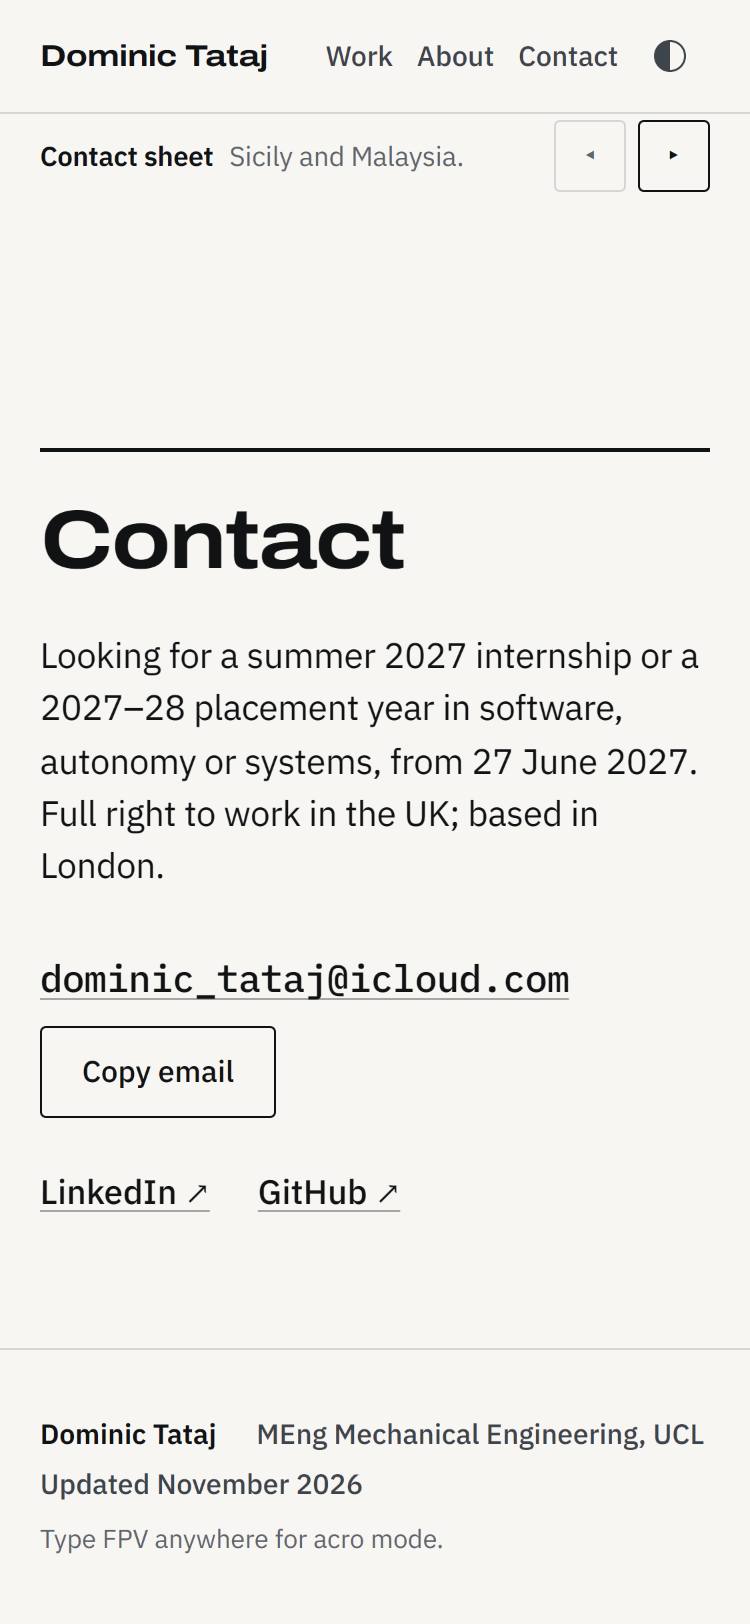 Dominic Tataj Work About Contact
Contact sheet Sicily and Malaysia.
Contact
Looking for a summer 2027 internship or a
2027–28 placement year in software,
autonomy or systems, from 27 June 2027.
Full right to work in the UK; based in
London.
dominic_tataj@icloud.com
Copy email
LinkedIn ↗ GitHub ↗
Dominic Tataj MEng Mechanical Engineering, UCL
Updated November 2026
Type FPV anywhere for acro mode.